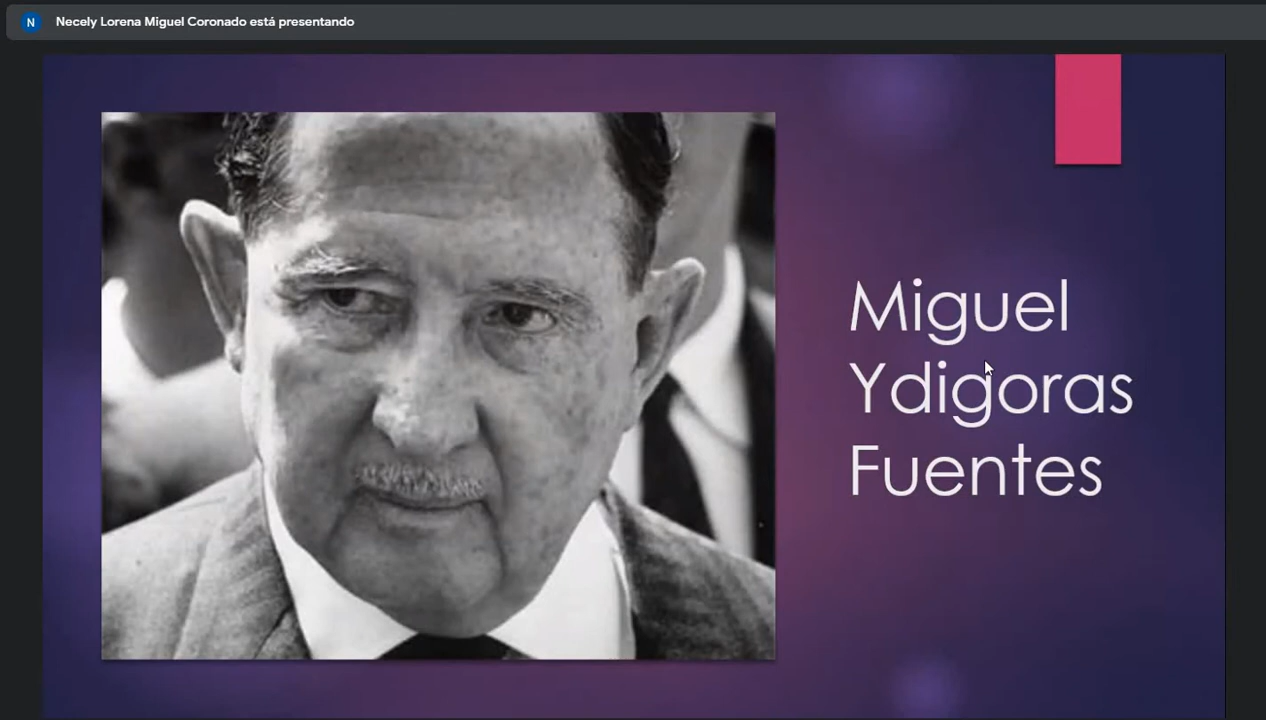 N
Necely Lorena Miguel Coronado está presentando
Miguel
Ydigoras
Fuentes